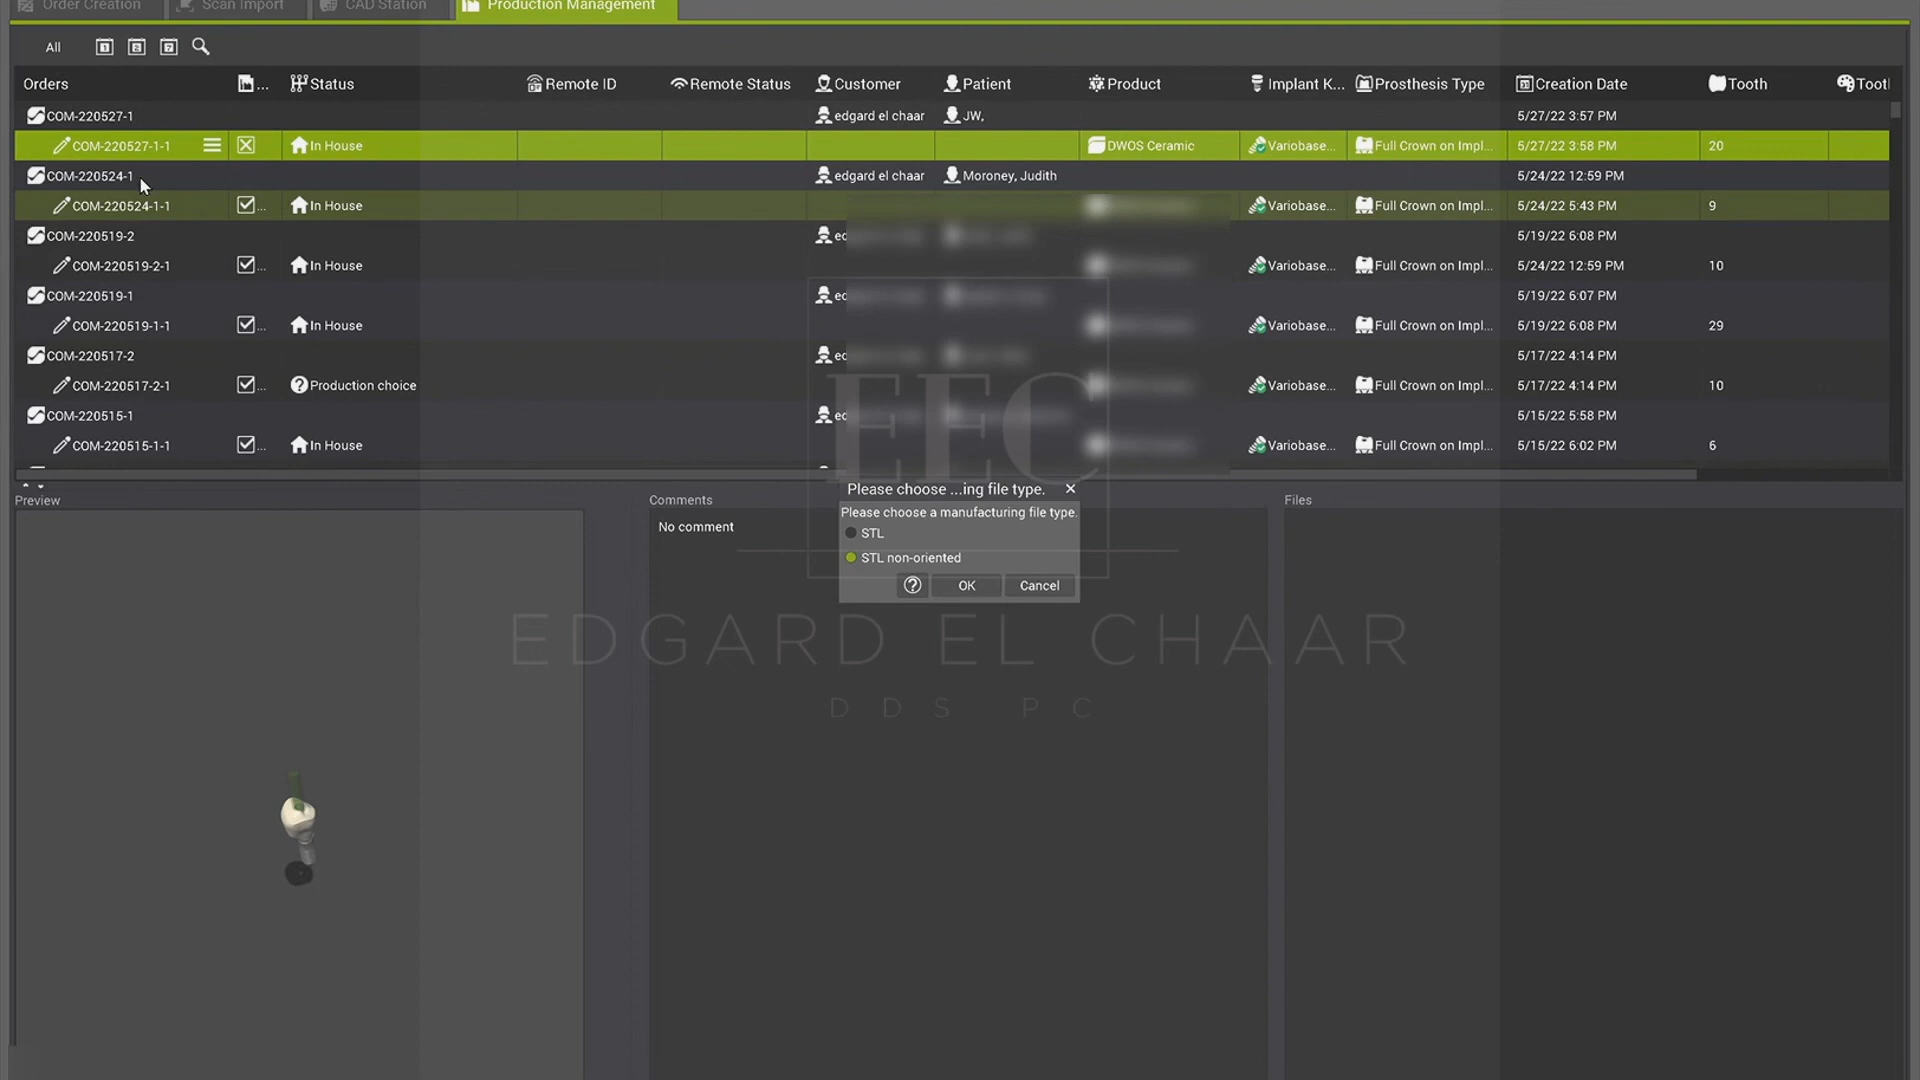 Order Creation Scan Import CAD Station Production Management
All
Orders ... Status Remote ID Remote Status Customer Patient Product Implant K... Prosthesis Type Creation Date Tooth Tootl
COM-220527-1 edgard el chaar JW, 5/27/22 3:57 PM
COM-220527-1-1 In House DWOS Ceramic Variobase... Full Crown on Impl... 5/27/22 3:58 PM 20
COM-220524-1 edgard el chaar Moroney, Judith 5/24/22 12:59 PM
COM-220524-1-1 ... In House Variobase... Full Crown on Impl... 5/24/22 5:43 PM 9
COM-220519-2 ed 5/19/22 6:08 PM
COM-220519-2-1 ... In House Variobase... Full Crown on Impl... 5/24/22 12:59 PM 10
COM-220519-1 ed 5/19/22 6:07 PM
COM-220519-1-1 ... In House Variobase... Full Crown on Impl... 5/19/22 6:08 PM 29
COM-220517-2 ed 5/17/22 4:14 PM
COM-220517-2-1 ... Production choice Variobase... Full Crown on Impl... 5/17/22 4:14 PM 10
COM-220515-1 ed 5/15/22 5:58 PM
COM-220515-1-1 ... In House Variobase... Full Crown on Impl... 5/15/22 6:02 PM 6
EEC
Please choose ...ing file type.
Preview Comments Files
Please choose a manufacturing file type.
No comment
STL
STL non-oriented
OK Cancel
EDGARD EL CHAAR
DDS PC